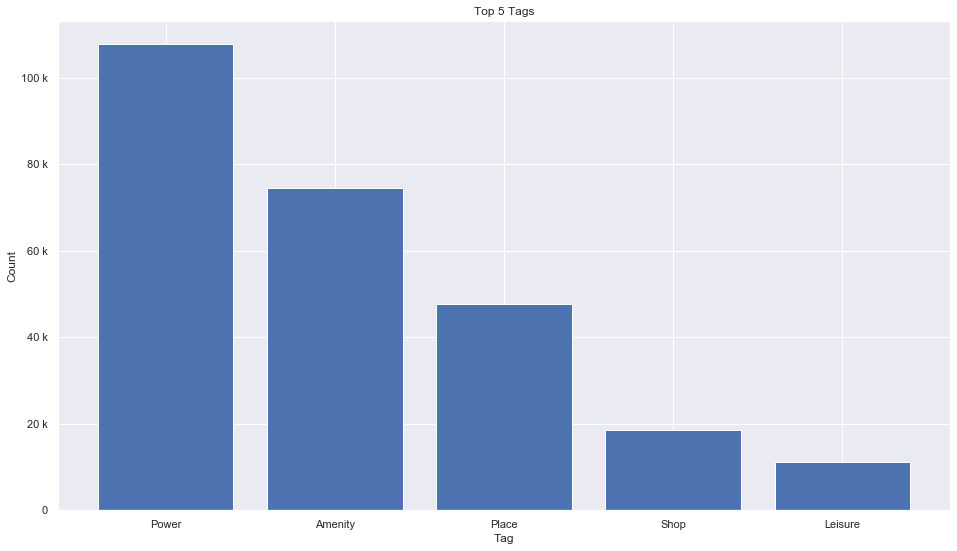 Top 5 Tags
Count
100 k
80 k
60 k
40 k
20 k
0
Power Amenity Place Shop Leisure
Tag